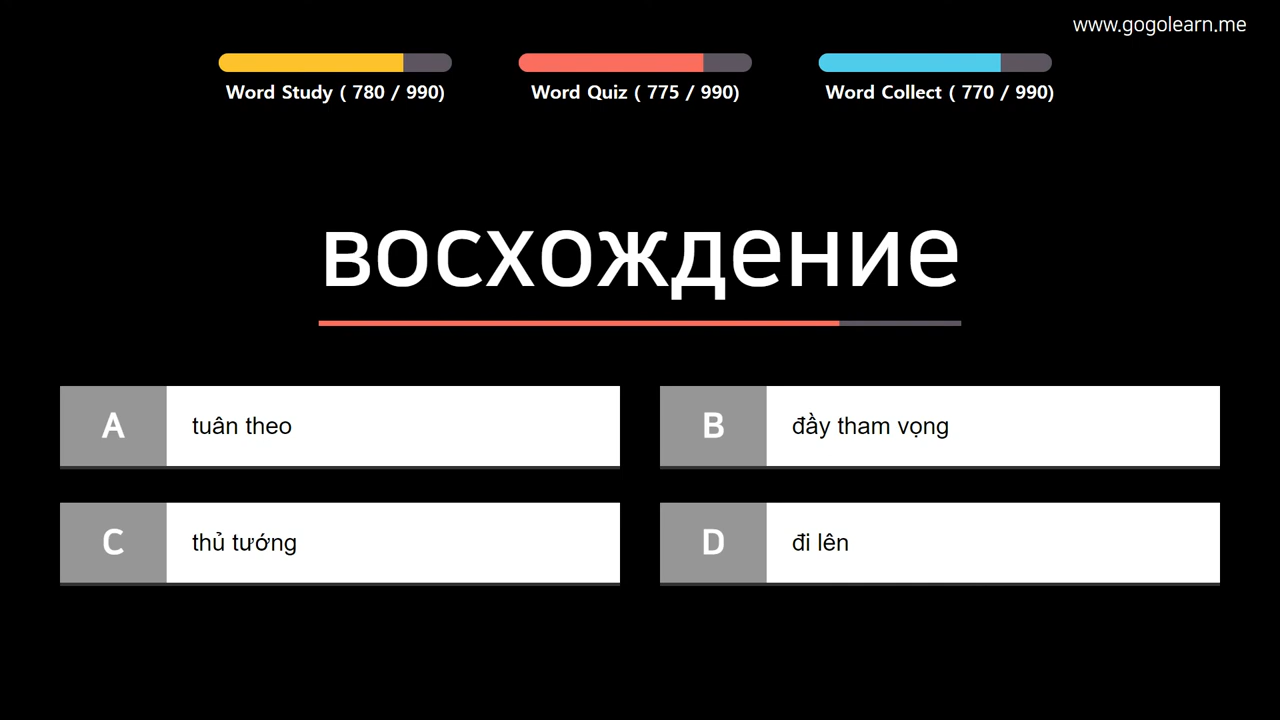 www.gogolearn.me
Word Study ( 780 / 990)
Word Quiz ( 775 / 990)
Word Collect ( 770 / 990)
восхождение
A
tuân theo
B
đầy tham vọng
C
thủ tướng
D
đi lên